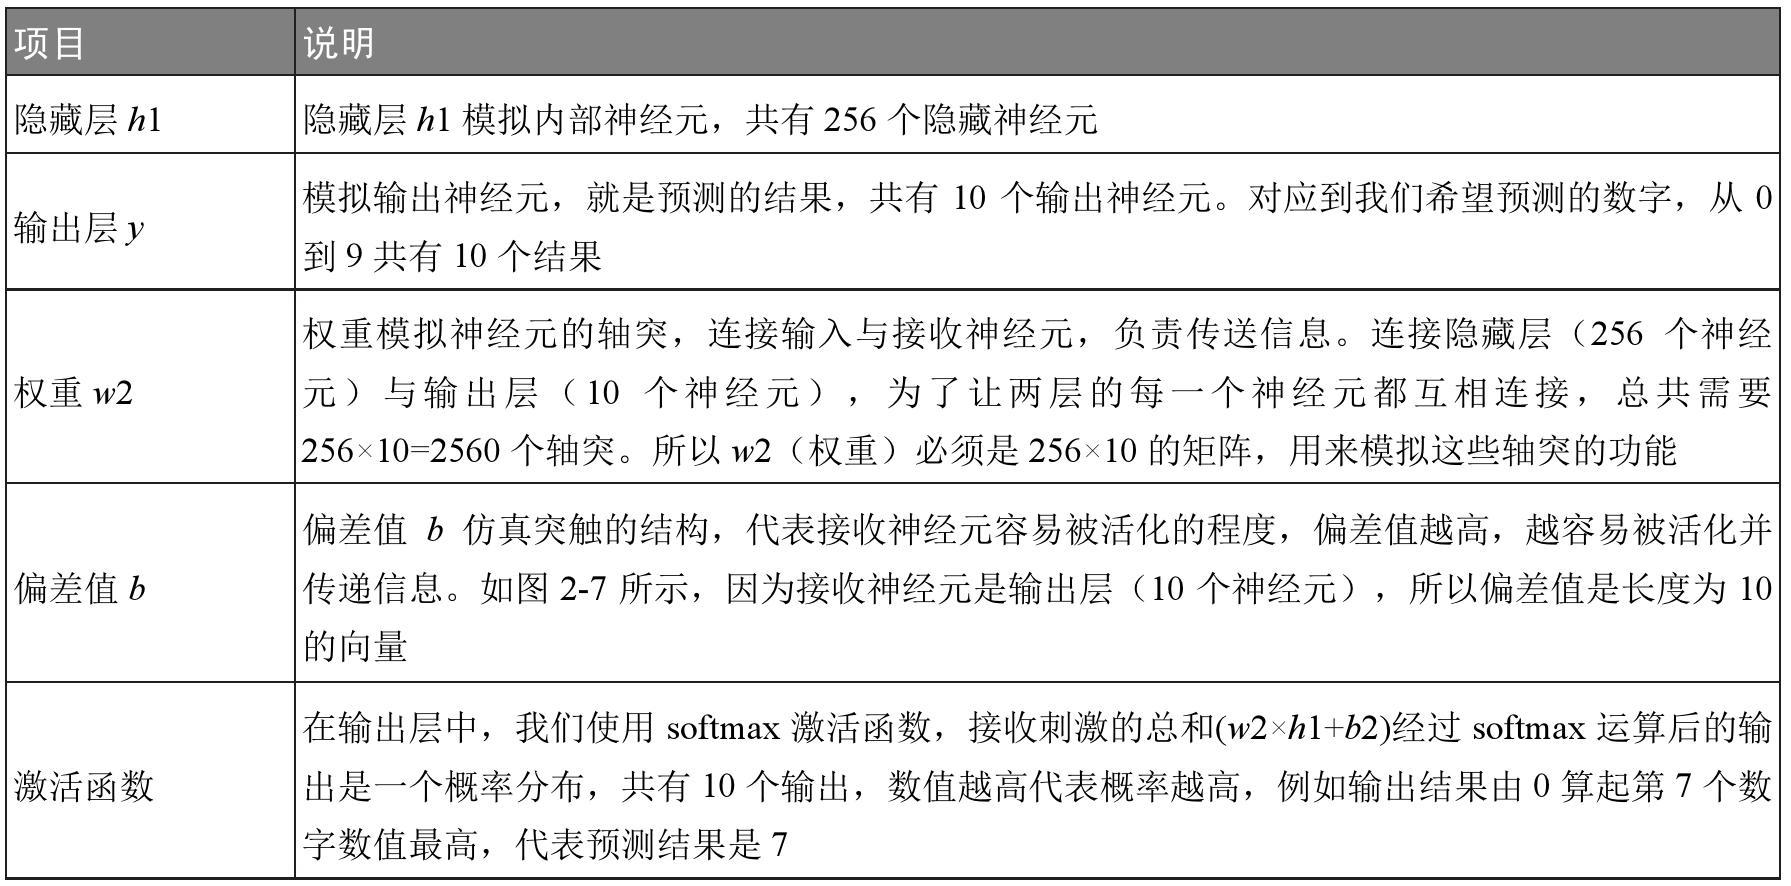 项目
说明
隐藏层 h1
隐藏层 h1 模拟内部神经元，共有 256 个隐藏神经元
输出层 y
模拟输出神经元，就是预测的结果，共有 10 个输出神经元。对应到我们希望预测的数字，从 0
到 9 共有 10 个结果
权重 w2
权重模拟神经元的轴突，连接输入与接收神经元，负责传送信息。连接隐藏层（256 个神经
元）与输出层（10 个神经元），为了让两层的每一个神经元都互相连接，总共需要
256×10=2560 个轴突。所以 w2（权重）必须是 256×10 的矩阵，用来模拟这些轴突的功能
偏差值 b
偏差值 b 仿真突触的结构，代表接收神经元容易被活化的程度，偏差值越高，越容易被活化并
传递信息。如图 2-7 所示，因为接收神经元是输出层（10 个神经元），所以偏差值是长度为 10
的向量
激活函数
在输出层中，我们使用 softmax 激活函数，接收刺激的总和(w2×h1+b2)经过 softmax 运算后的输
出是一个概率分布，共有 10 个输出，数值越高代表概率越高，例如输出结果由 0 算起第 7 个数
字数值最高，代表预测结果是 7